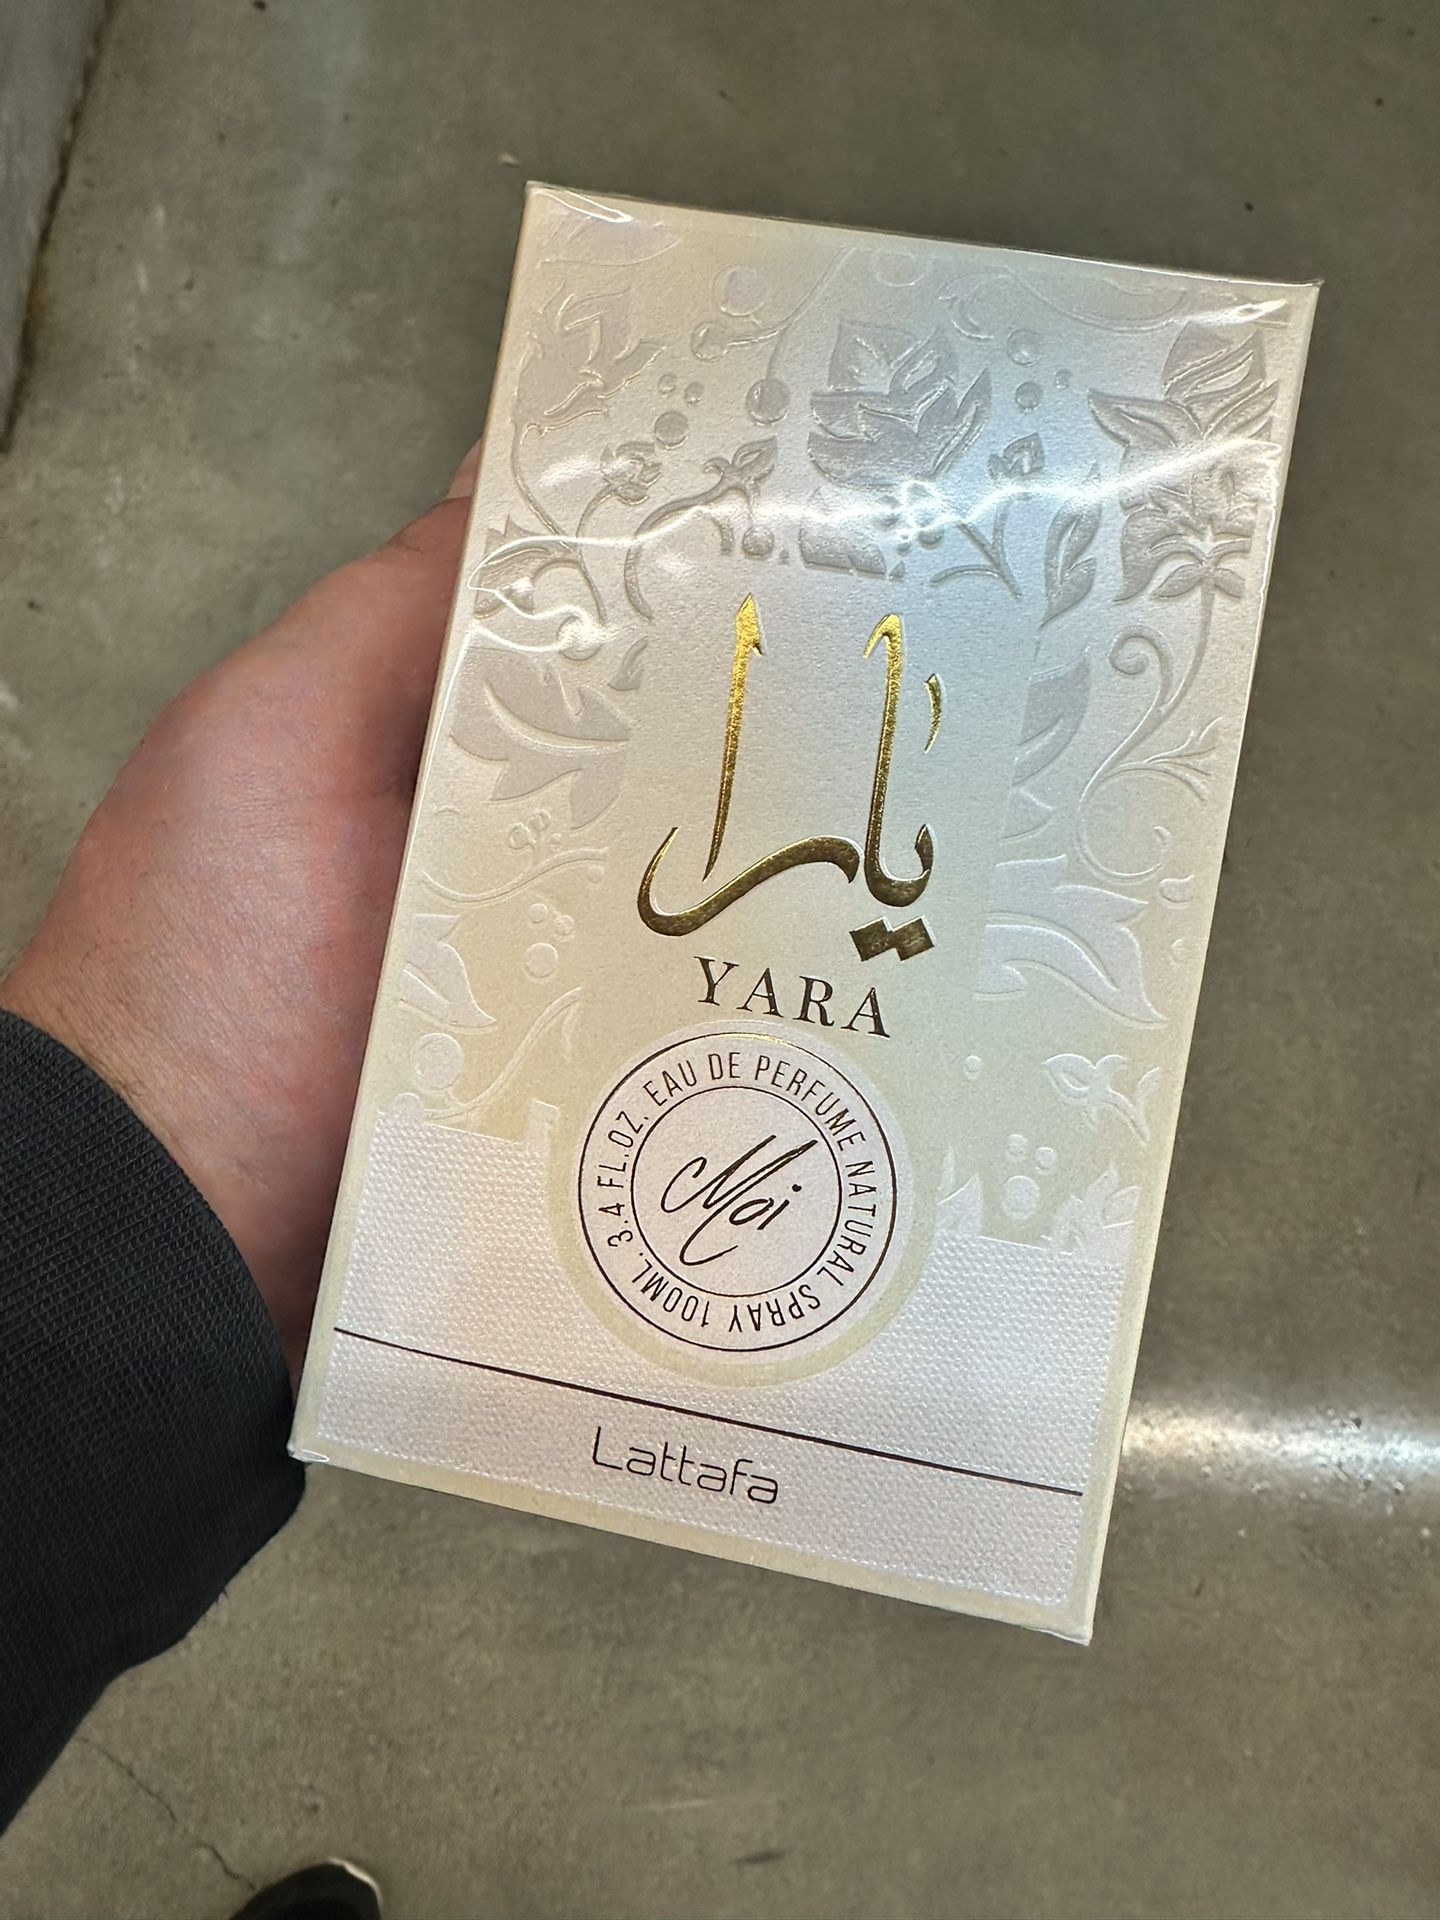 يارا
YARA
3.4 FL.OZ. EAU DE PERFUME NATURAL SPRAY 100ML.
Moi
Lattafa